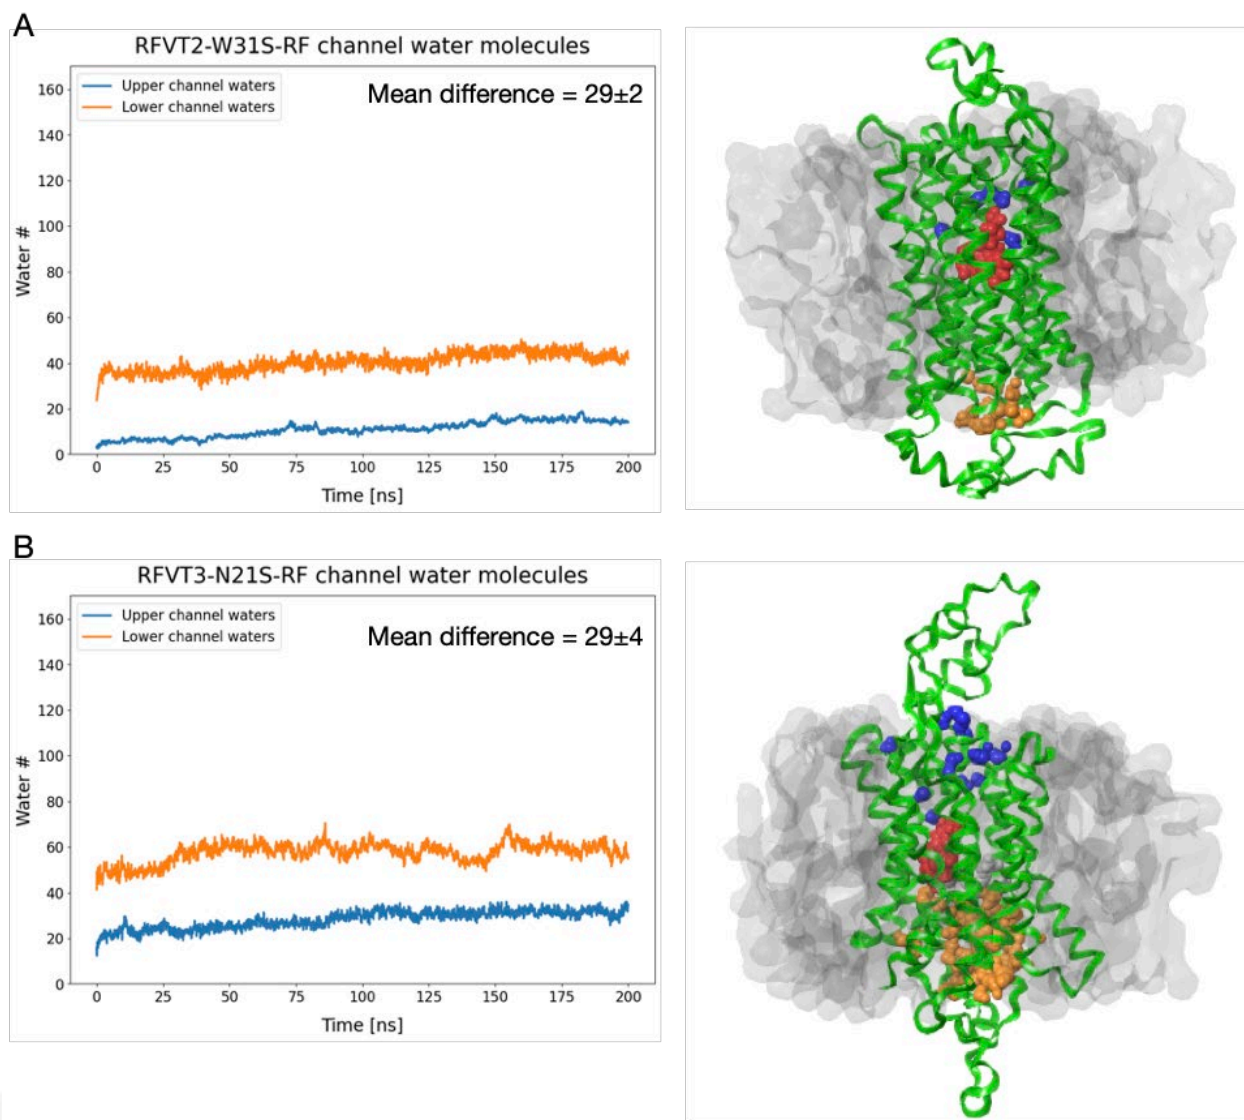 A
RFVT2-W31S-RF channel water molecules
Upper channel waters
Lower channel waters
Mean difference = 29±2
160
140
120
100
80
60
40
20
0
Water #
0 25 50 75 100 125 150 175 200
Time [ns]
B
RFVT3-N21S-RF channel water molecules
Upper channel waters
Lower channel waters
Mean difference = 29±4
160
140
120
100
80
60
40
20
0
Water #
0 25 50 75 100 125 150 175 200
Time [ns]